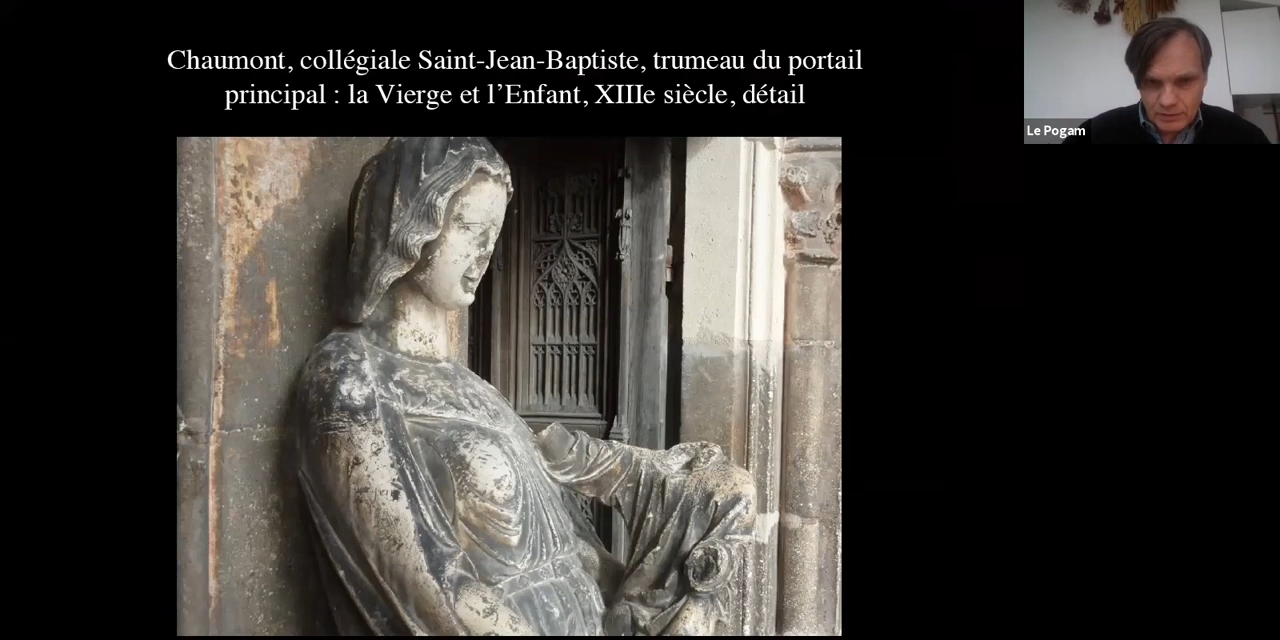 Chaumont, collégiale Saint-Jean-Baptiste, trumeau du portail
principal : la Vierge et l’Enfant, XIIIe siècle, détail
Le Pogam